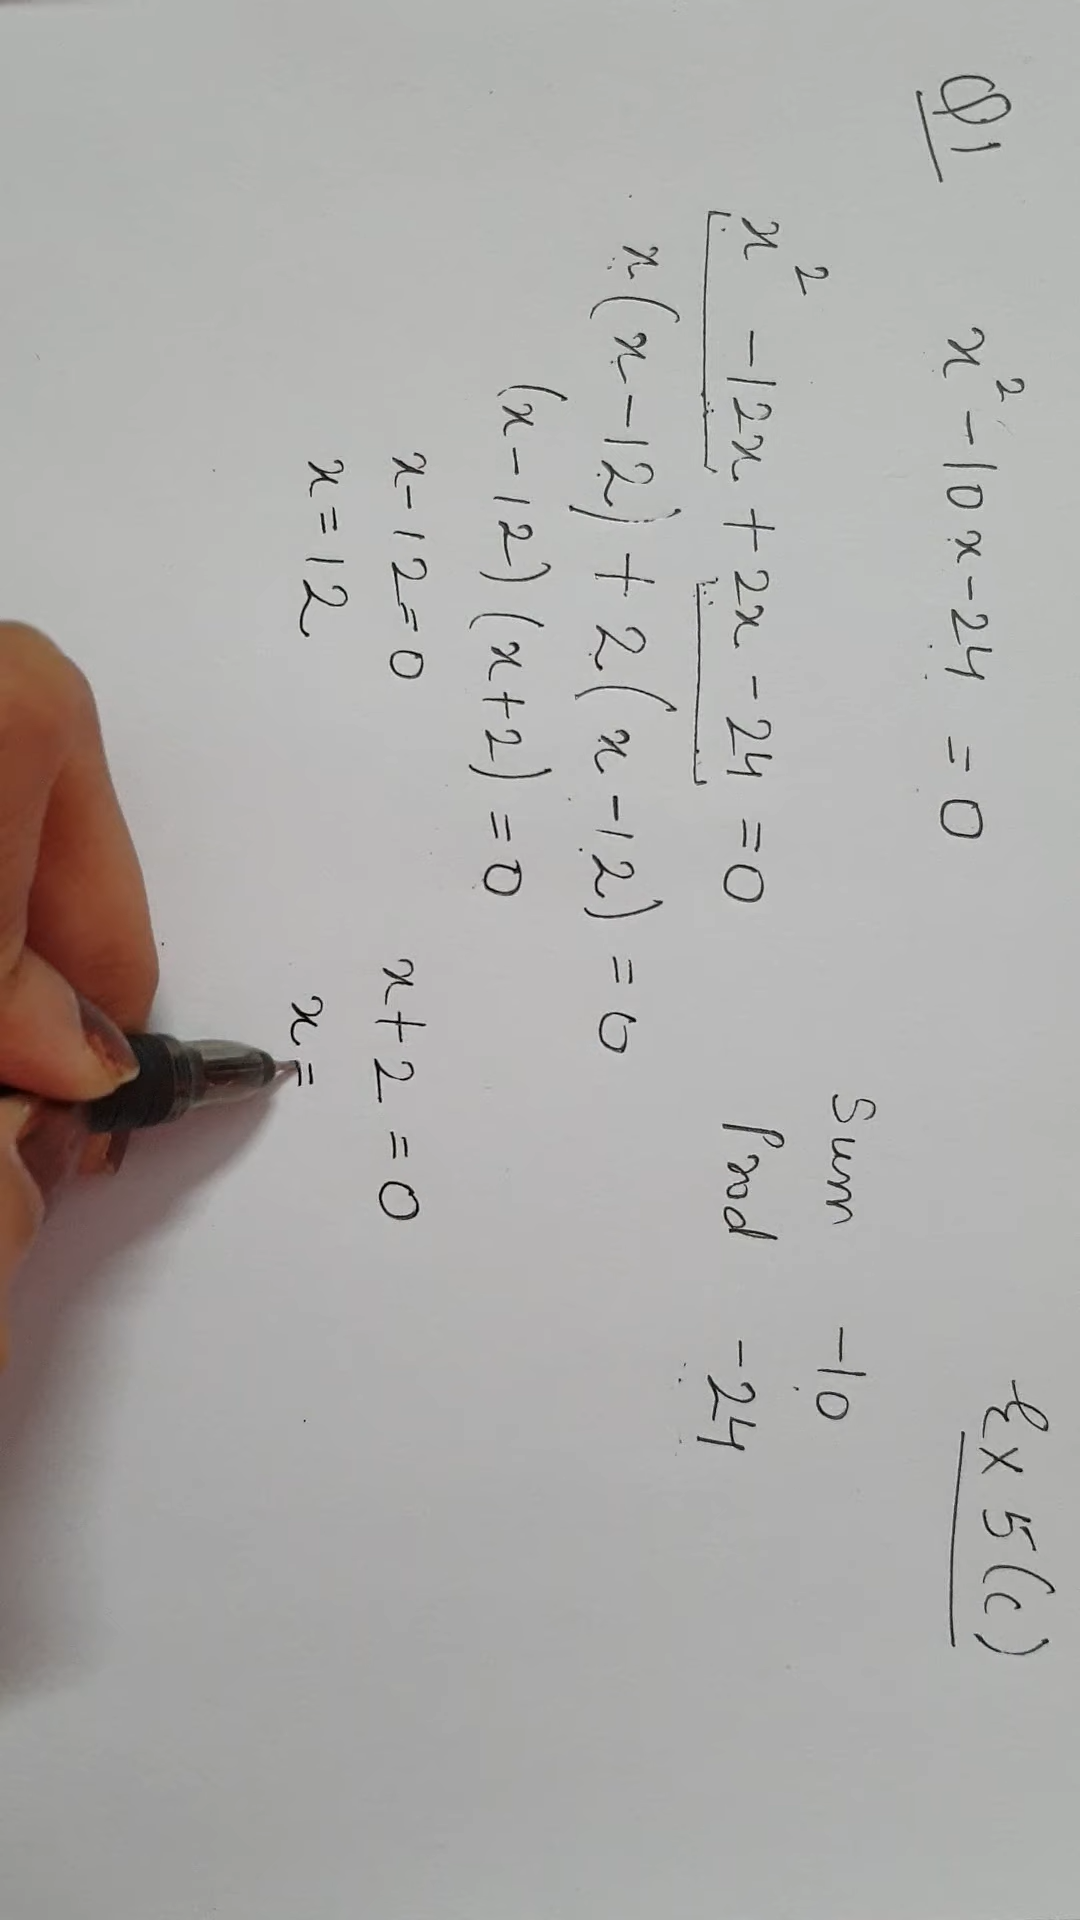 Ex 5(c)
Q1 x² - 10x - 24 = 0
Sum -10
x² - 12x + 2x - 24 = 0 Prod -24
x(x - 12) + 2(x - 12) = 0
(x - 12)(x + 2) = 0
x - 12 = 0 x + 2 = 0
x = 12 x =